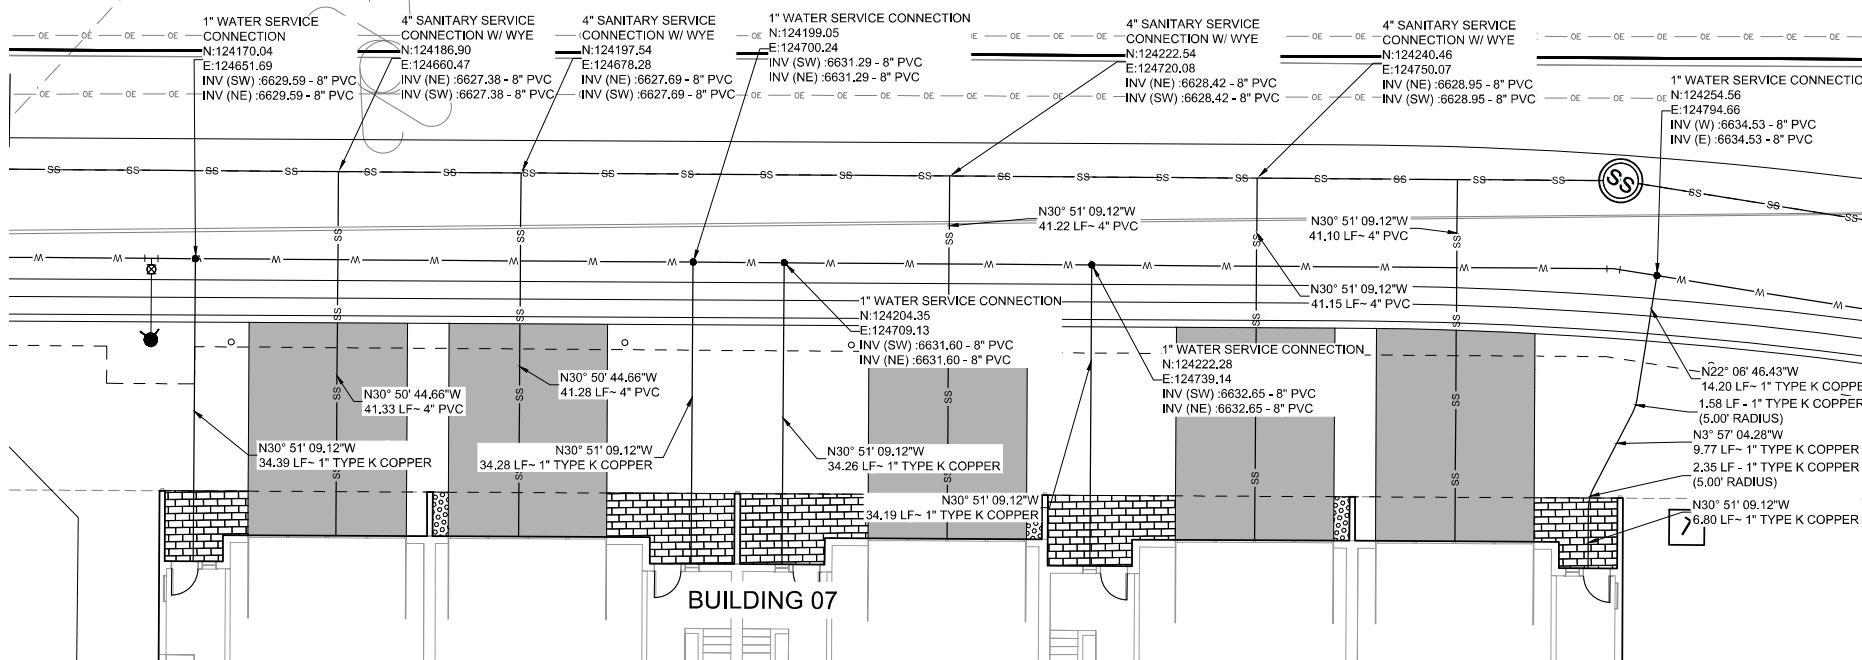 1" WATER SERVICE
CONNECTION
N:124170.04
E:124651.69
INV (SW) :6629.59 - 8" PVC
INV (NE) :6629.59 - 8" PVC
4" SANITARY SERVICE
CONNECTION W/ WYE
N:124186.90
E:124660.47
INV (NE) :6627.38 - 8" PVC
INV (SW) :6627.38 - 8" PVC
4" SANITARY SERVICE
CONNECTION W/ WYE
N:124197.54
E:124678.28
INV (NE) :6627.69 - 8" PVC
INV (SW) :6627.69 - 8" PVC
1" WATER SERVICE CONNECTION
N:124199.05
E:124700.24
INV (SW) :6631.29 - 8" PVC
INV (NE) :6631.29 - 8" PVC
4" SANITARY SERVICE
CONNECTION W/ WYE
N:124222.54
E:124720.08
INV (NE) :6628.42 - 8" PVC
INV (SW) :6628.42 - 8" PVC
4" SANITARY SERVICE
CONNECTION W/ WYE
N:124240.46
E:124750.07
INV (NE) :6628.95 - 8" PVC
INV (SW) :6628.95 - 8" PVC
1" WATER SERVICE CONNECTIO
N:124254.56
E:124794.66
INV (W) :6634.53 - 8" PVC
INV (E) :6634.53 - 8" PVC
SS
N30° 51' 09.12"W
41.22 LF~ 4" PVC
N30° 51' 09.12"W
41.10 LF~ 4" PVC
N30° 51' 09.12"W
41.15 LF~ 4" PVC
1" WATER SERVICE CONNECTION
N:124204.35
E:124709.13
INV (SW) :6631.60 - 8" PVC
INV (NE) :6631.60 - 8" PVC
1" WATER SERVICE CONNECTION
N:124222.28
E:124739.14
INV (SW) :6632.65 - 8" PVC
INV (NE) :6632.65 - 8" PVC
N30° 50' 44.66"W
41.33 LF~ 4" PVC
N30° 50' 44.66"W
41.28 LF~ 4" PVC
N22° 06' 46.43"W
14.20 LF~ 1" TYPE K COPPE
1.58 LF - 1" TYPE K COPPER
(5.00' RADIUS)
N3° 57' 04.28"W
9.77 LF~ 1" TYPE K COPPER
2.35 LF - 1" TYPE K COPPER
(5.00' RADIUS)
N30° 51' 09.12"W
6.80 LF~ 1" TYPE K COPPER
N30° 51' 09.12"W
34.39 LF~ 1" TYPE K COPPER
N30° 51' 09.12"W
34.28 LF~ 1" TYPE K COPPER
N30° 51' 09.12"W
34.26 LF~ 1" TYPE K COPPER
N30° 51' 09.12"W
34.19 LF~ 1" TYPE K COPPER
BUILDING 07